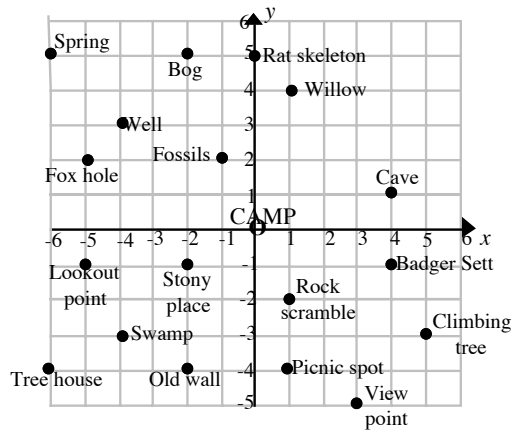 6 y
Spring
5 Rat skeleton
Bog
4 Willow
Well 3
Fossils 2
Fox hole
Cave
1
CAMP
0
-6 -5 -4 -3 -2 -1 1 2 3 4 5 6 x
-1 Badger Sett
Lookout
point
Stony
place
Rock
scramble
-2
Climbing
tree
Swamp -3
Tree house
Old wall
-4 Picnic spot
View
point
-5